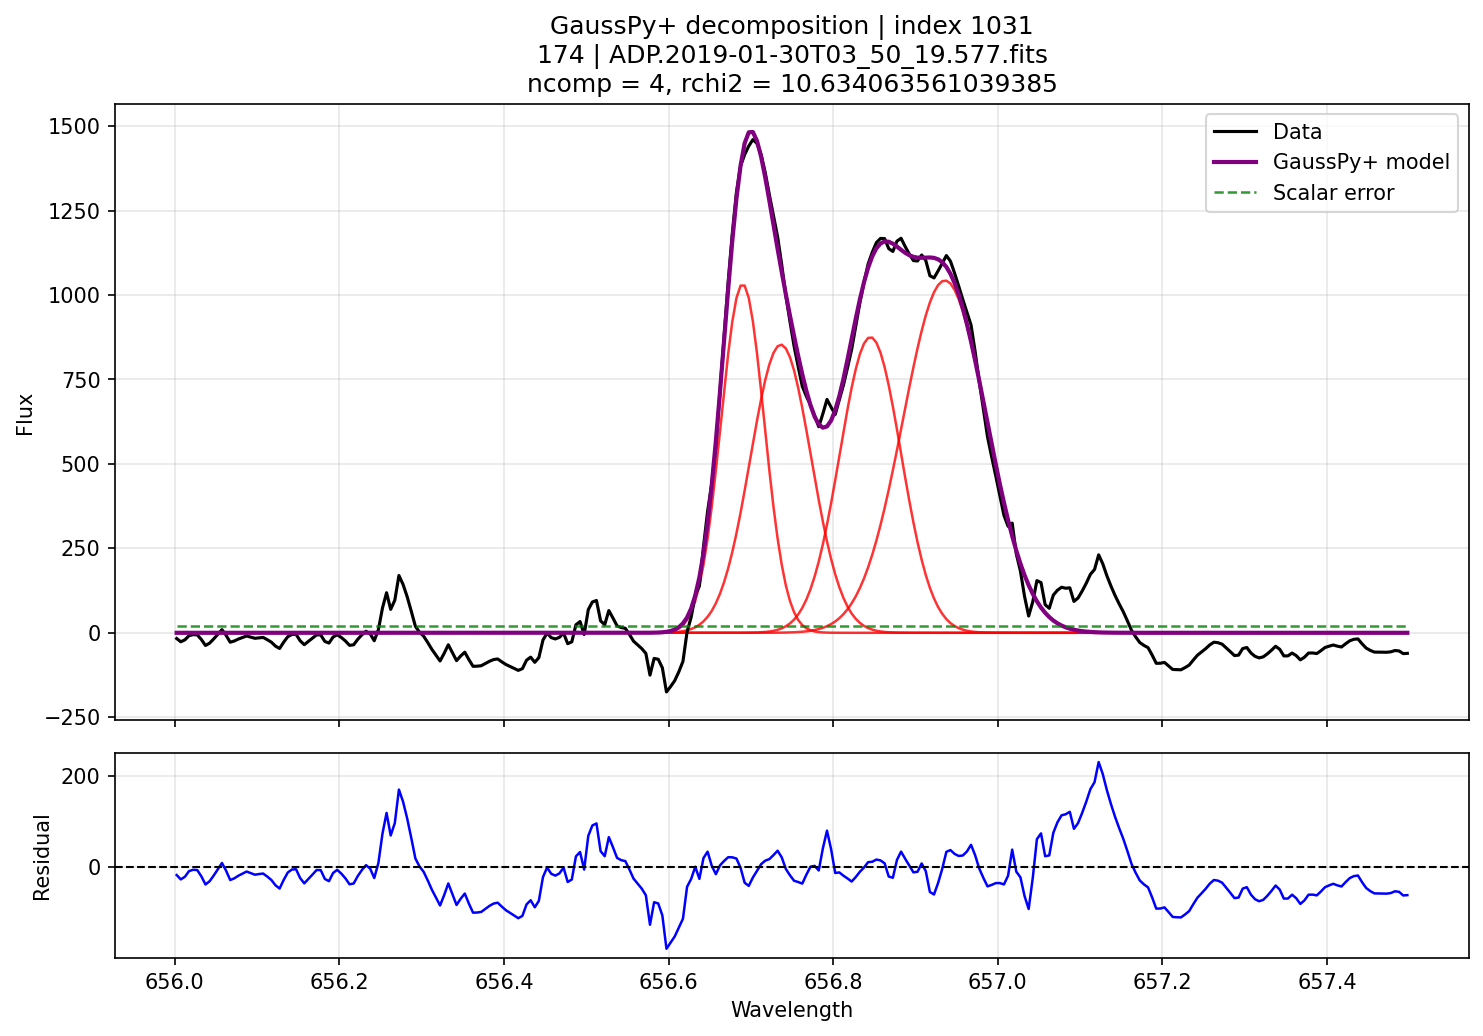 GaussPy+ decomposition | index 1031
174 | ADP.2019-01-30T03_50_19.577.fits
ncomp = 4, rchi2 = 10.634063561039385
Data
GaussPy+ model
Scalar error
Flux
1500
1250
1000
750
500
250
0
−250
Residual
200
0
656.0 656.2 656.4 656.6 656.8 657.0 657.2 657.4
Wavelength